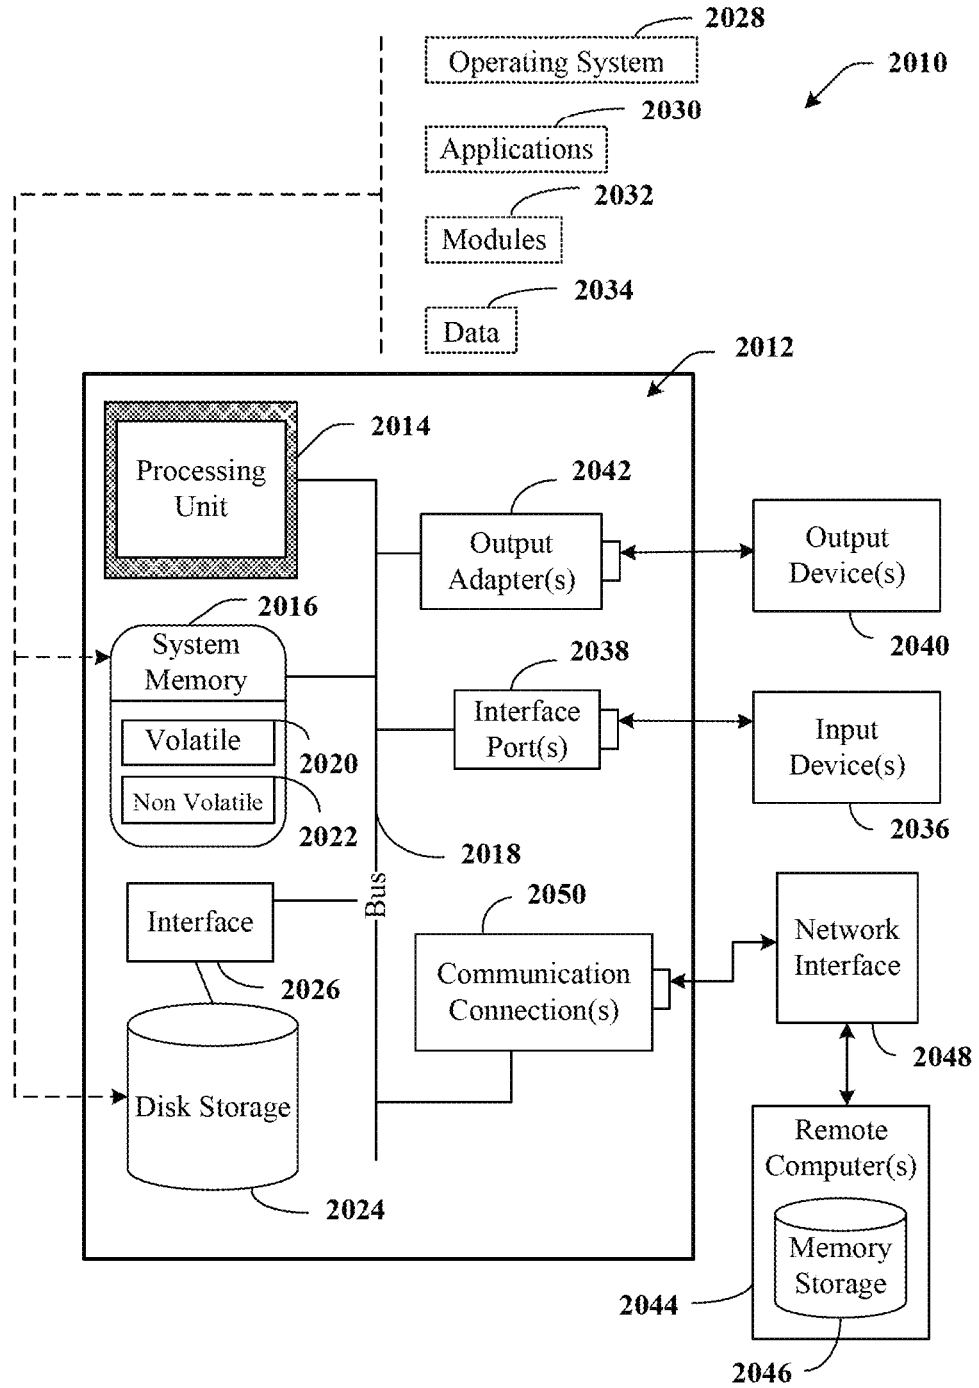 2028
Operating System
2010
2030
Applications
2032
Modules
2034
Data
2012
2014
Processing
Unit
2042
Output
Adapter(s)
Output
Device(s)
2040
2016
System
Memory
2038
Interface
Port(s)
Input
Device(s)
2036
Volatile
2020
Non Volatile
2022
2018
Bus
2050
Interface
2026
Communication
Connection(s)
Network
Interface
2048
Disk Storage
2024
Remote
Computer(s)
Memory
Storage
2044
2046